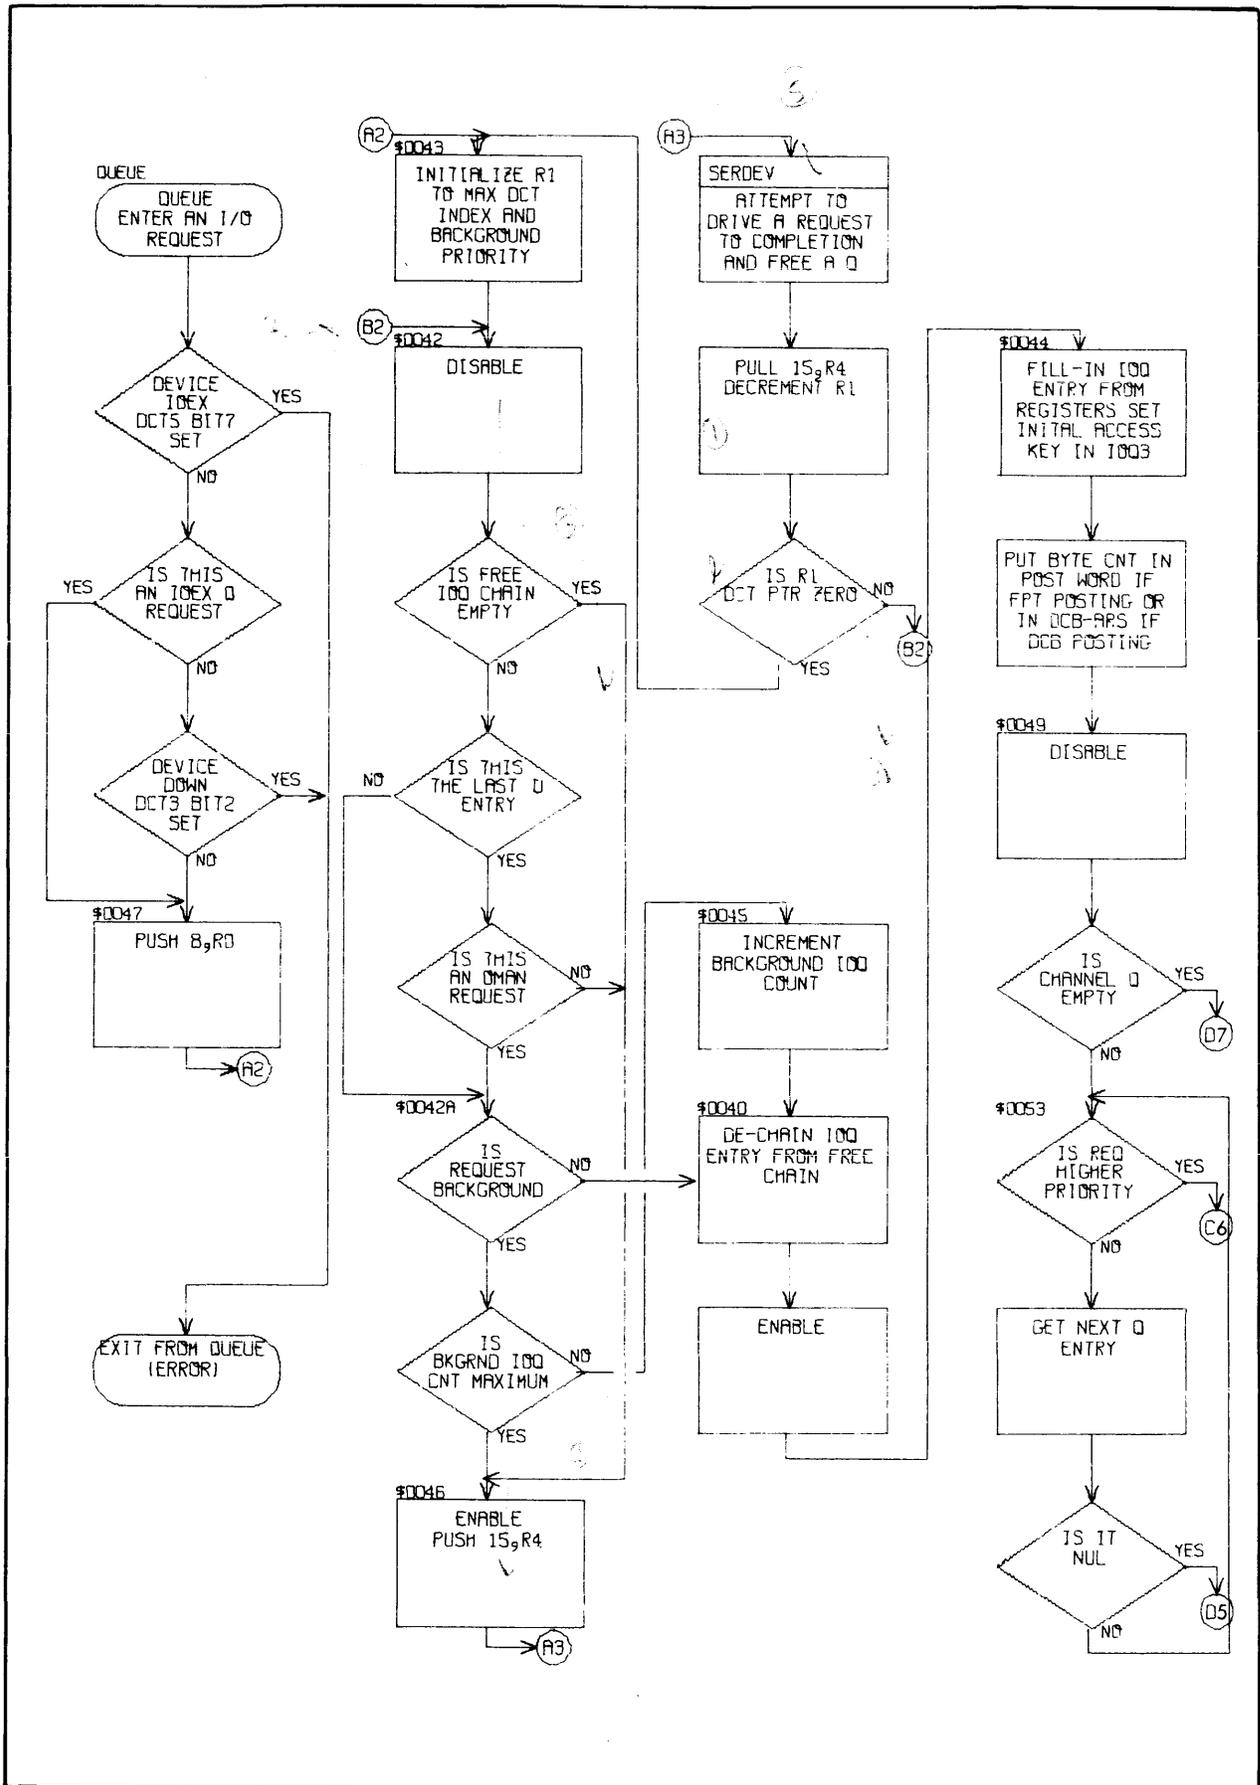 QUEUE
QUEUE
ENTER AN I/O
REQUEST
DEVICE
IOEX
DCT5 BIT7
SET
YES
NO
IS THIS
AN IOEX Q
REQUEST
YES
NO
DEVICE
DOWN
DCT3 BIT2
SET
YES
NO
$0047
PUSH 8,R0
A2
EXIT FROM QUEUE
(ERROR)
A2
$0043
INITIALIZE R1
TO MAX DCT
INDEX AND
BACKGROUND
PRIORITY
B2
$0042
DISABLE
IS FREE
IOQ CHAIN
EMPTY
YES
NO
IS THIS
THE LAST Q
ENTRY
NO
YES
IS THIS
AN OMAN
REQUEST
NO
YES
$0042A
IS
REQUEST
BACKGROUND
NO
YES
IS
BKGRND IOQ
CNT MAXIMUM
NO
YES
$0046
ENABLE
PUSH 15,R4
A3
A3
SERDEV
ATTEMPT TO
DRIVE A REQUEST
TO COMPLETION
AND FREE A Q
PULL 15,R4
DECREMENT R1
IS R1
DCT PTR ZERO
NO
B2
YES
$0045
INCREMENT
BACKGROUND IOQ
COUNT
$0040
DE-CHAIN IOQ
ENTRY FROM FREE
CHAIN
ENABLE
$0044
FILL-IN IOQ
ENTRY FROM
REGISTERS SET
INITAL ACCESS
KEY IN IOQ3
PUT BYTE CNT IN
POST WORD IF
FPT POSTING OR
IN DCB-ARS IF
DCB POSTING
$0049
DISABLE
IS
CHANNEL Q
EMPTY
YES
D7
NO
$0053
IS REQ
HIGHER
PRIORITY
YES
C6
NO
GET NEXT Q
ENTRY
IS IT
NUL
YES
D5
NO